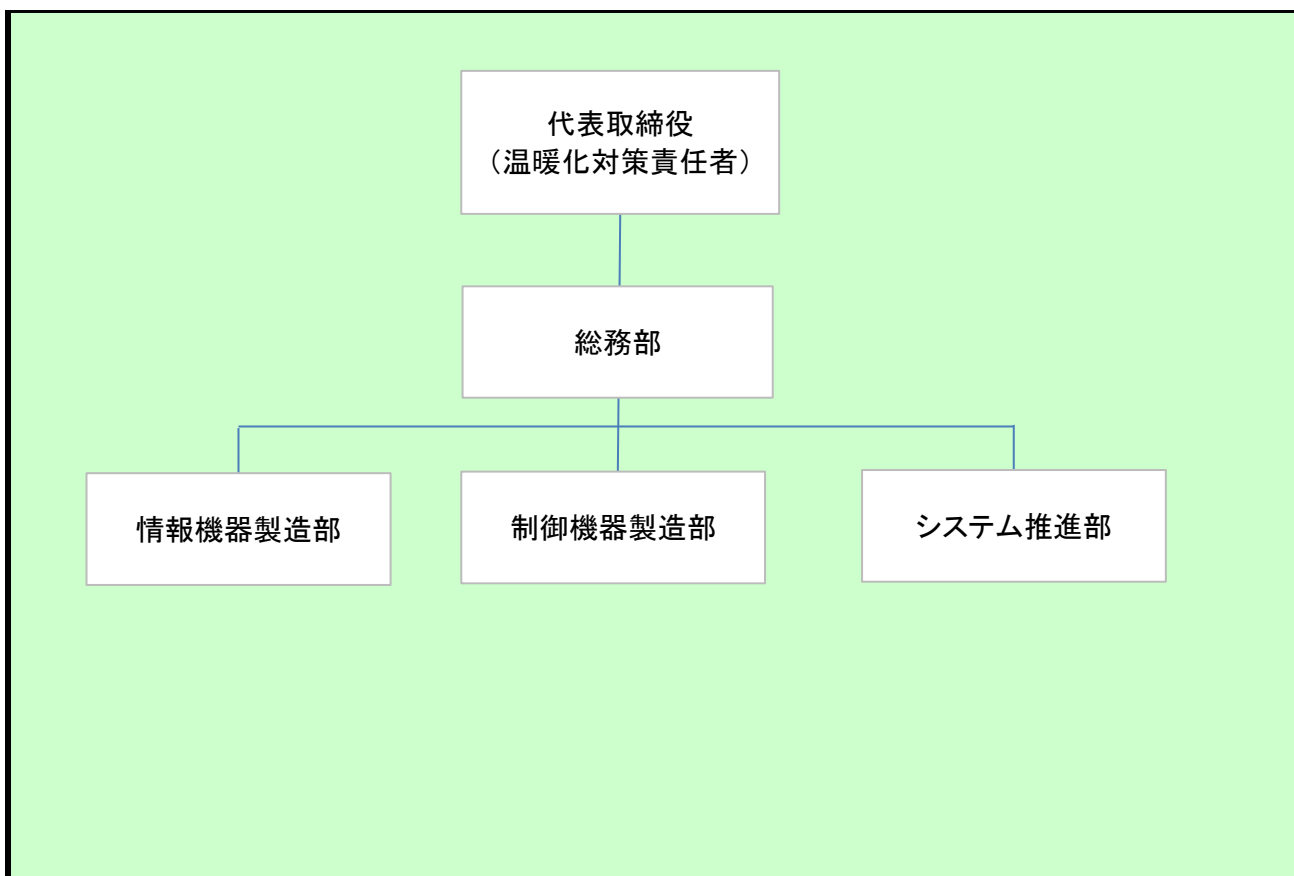 代表取締役
（温暖化対策責任者）
総務部
情報機器製造部
制御機器製造部
システム推進部